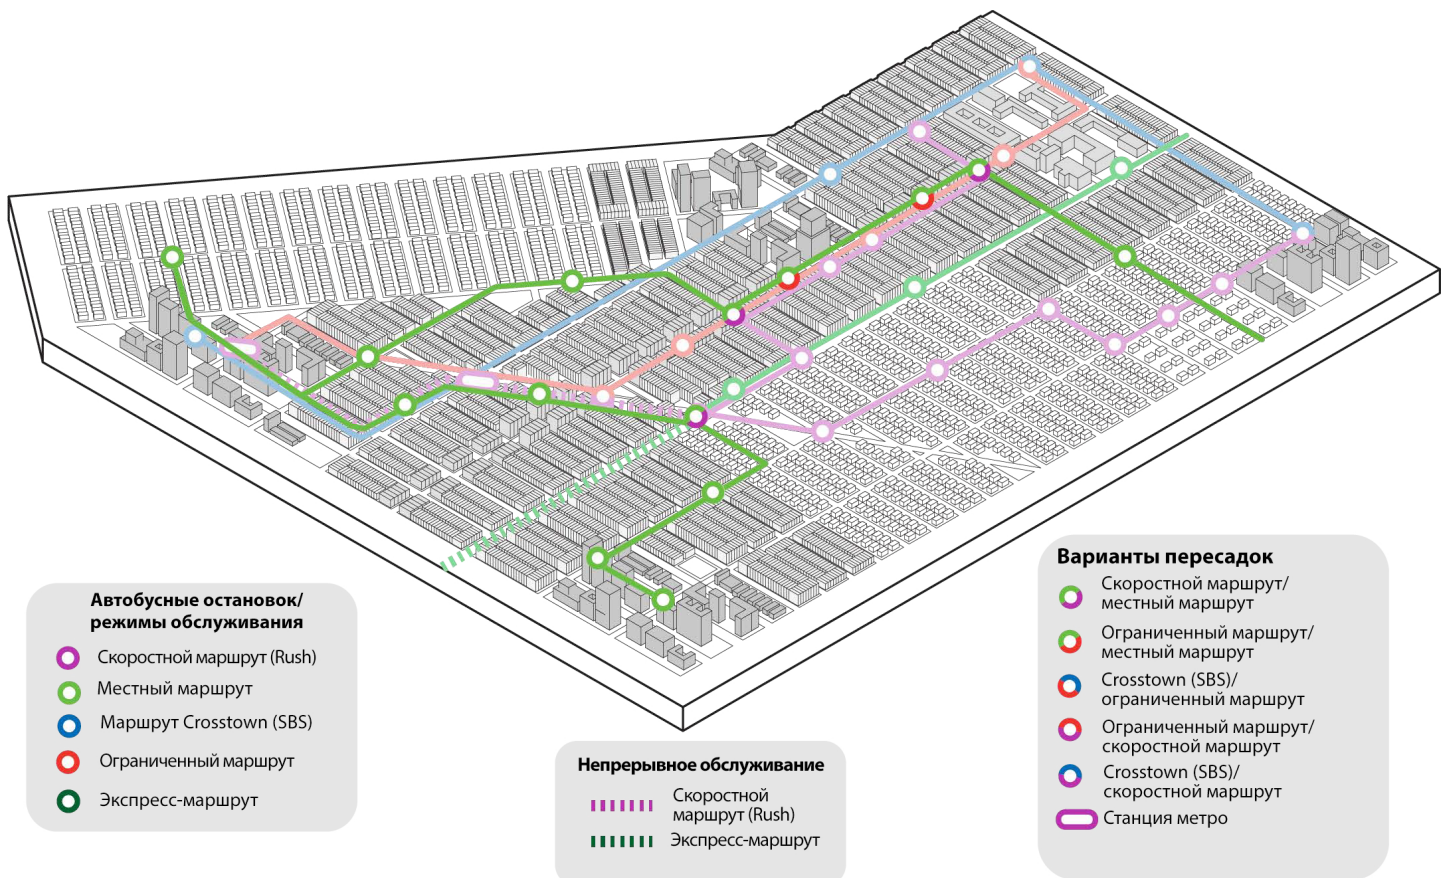 Автобусные остановок/
режимы обслуживания
Скоростной маршрут (Rush)
Местный маршрут
Маршрут Crosstown (SBS)
Ограниченный маршрут
Экспресс-маршрут
Непрерывное обслуживание
Скоростной
маршрут (Rush)
Экспресс-маршрут
Варианты пересадок
Скоростной маршрут/
местный маршрут
Ограниченный маршрут/
местный маршрут
Crosstown (SBS)/
ограниченный маршрут
Ограниченный маршрут/
скоростной маршрут
Crosstown (SBS)/
скоростной маршрут
Станция метро